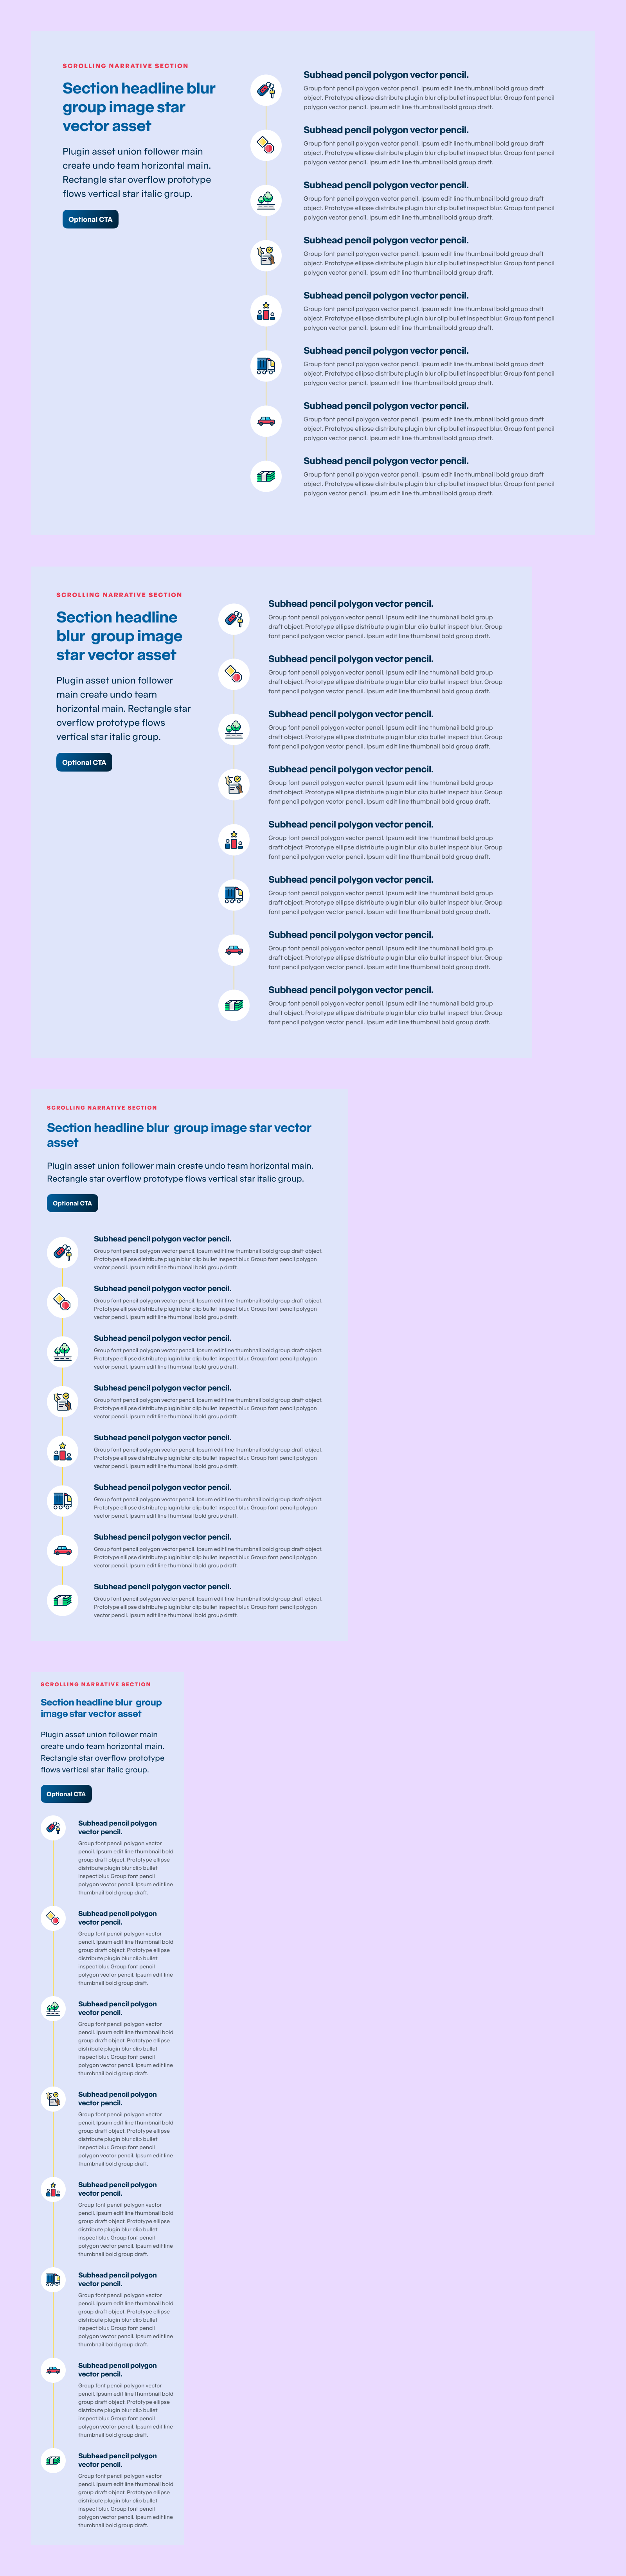 SCROLLING NARRATIVE SECTION
Section headline blur
group image star
vector asset
Plugin asset union follower main
create undo team horizontal main.
Rectangle star overflow prototype
flows vertical star italic group.
Optional CTA
Subhead pencil polygon vector pencil.
Group font pencil polygon vector pencil. Ipsum edit line thumbnail bold group draft
object. Prototype ellipse distribute plugin blur clip bullet inspect blur. Group font pencil
polygon vector pencil. Ipsum edit line thumbnail bold group draft.
Subhead pencil polygon vector pencil.
Group font pencil polygon vector pencil. Ipsum edit line thumbnail bold group draft
object. Prototype ellipse distribute plugin blur clip bullet inspect blur. Group font pencil
polygon vector pencil. Ipsum edit line thumbnail bold group draft.
Subhead pencil polygon vector pencil.
Group font pencil polygon vector pencil. Ipsum edit line thumbnail bold group draft
object. Prototype ellipse distribute plugin blur clip bullet inspect blur. Group font pencil
polygon vector pencil. Ipsum edit line thumbnail bold group draft.
Subhead pencil polygon vector pencil.
Group font pencil polygon vector pencil. Ipsum edit line thumbnail bold group draft
object. Prototype ellipse distribute plugin blur clip bullet inspect blur. Group font pencil
polygon vector pencil. Ipsum edit line thumbnail bold group draft.
Subhead pencil polygon vector pencil.
Group font pencil polygon vector pencil. Ipsum edit line thumbnail bold group draft
object. Prototype ellipse distribute plugin blur clip bullet inspect blur. Group font pencil
polygon vector pencil. Ipsum edit line thumbnail bold group draft.
Subhead pencil polygon vector pencil.
Group font pencil polygon vector pencil. Ipsum edit line thumbnail bold group draft
object. Prototype ellipse distribute plugin blur clip bullet inspect blur. Group font pencil
polygon vector pencil. Ipsum edit line thumbnail bold group draft.
Subhead pencil polygon vector pencil.
Group font pencil polygon vector pencil. Ipsum edit line thumbnail bold group draft
object. Prototype ellipse distribute plugin blur clip bullet inspect blur. Group font pencil
polygon vector pencil. Ipsum edit line thumbnail bold group draft.
Subhead pencil polygon vector pencil.
Group font pencil polygon vector pencil. Ipsum edit line thumbnail bold group draft
object. Prototype ellipse distribute plugin blur clip bullet inspect blur. Group font pencil
polygon vector pencil. Ipsum edit line thumbnail bold group draft.
SCROLLING NARRATIVE SECTION
Section headline
blur group image
star vector asset
Plugin asset union follower
main create undo team
horizontal main. Rectangle star
overflow prototype flows
vertical star italic group.
Optional CTA
Subhead pencil polygon vector pencil.
Group font pencil polygon vector pencil. Ipsum edit line thumbnail bold group
draft object. Prototype ellipse distribute plugin blur clip bullet inspect blur. Group
font pencil polygon vector pencil. Ipsum edit line thumbnail bold group draft.
Subhead pencil polygon vector pencil.
Group font pencil polygon vector pencil. Ipsum edit line thumbnail bold group
draft object. Prototype ellipse distribute plugin blur clip bullet inspect blur. Group
font pencil polygon vector pencil. Ipsum edit line thumbnail bold group draft.
Subhead pencil polygon vector pencil.
Group font pencil polygon vector pencil. Ipsum edit line thumbnail bold group
draft object. Prototype ellipse distribute plugin blur clip bullet inspect blur. Group
font pencil polygon vector pencil. Ipsum edit line thumbnail bold group draft.
Subhead pencil polygon vector pencil.
Group font pencil polygon vector pencil. Ipsum edit line thumbnail bold group
draft object. Prototype ellipse distribute plugin blur clip bullet inspect blur. Group
font pencil polygon vector pencil. Ipsum edit line thumbnail bold group draft.
Subhead pencil polygon vector pencil.
Group font pencil polygon vector pencil. Ipsum edit line thumbnail bold group
draft object. Prototype ellipse distribute plugin blur clip bullet inspect blur. Group
font pencil polygon vector pencil. Ipsum edit line thumbnail bold group draft.
Subhead pencil polygon vector pencil.
Group font pencil polygon vector pencil. Ipsum edit line thumbnail bold group
draft object. Prototype ellipse distribute plugin blur clip bullet inspect blur. Group
font pencil polygon vector pencil. Ipsum edit line thumbnail bold group draft.
Subhead pencil polygon vector pencil.
Group font pencil polygon vector pencil. Ipsum edit line thumbnail bold group
draft object. Prototype ellipse distribute plugin blur clip bullet inspect blur. Group
font pencil polygon vector pencil. Ipsum edit line thumbnail bold group draft.
Subhead pencil polygon vector pencil.
Group font pencil polygon vector pencil. Ipsum edit line thumbnail bold group
draft object. Prototype ellipse distribute plugin blur clip bullet inspect blur. Group
font pencil polygon vector pencil. Ipsum edit line thumbnail bold group draft.
SCROLLING NARRATIVE SECTION
Section headline blur group image star vector
asset
Plugin asset union follower main create undo team horizontal main.
Rectangle star overflow prototype flows vertical star italic group.
Optional CTA
Subhead pencil polygon vector pencil.
Group font pencil polygon vector pencil. Ipsum edit line thumbnail bold group draft object.
Prototype ellipse distribute plugin blur clip bullet inspect blur. Group font pencil polygon
vector pencil. Ipsum edit line thumbnail bold group draft.
Subhead pencil polygon vector pencil.
Group font pencil polygon vector pencil. Ipsum edit line thumbnail bold group draft object.
Prototype ellipse distribute plugin blur clip bullet inspect blur. Group font pencil polygon
vector pencil. Ipsum edit line thumbnail bold group draft.
Subhead pencil polygon vector pencil.
Group font pencil polygon vector pencil. Ipsum edit line thumbnail bold group draft object.
Prototype ellipse distribute plugin blur clip bullet inspect blur. Group font pencil polygon
vector pencil. Ipsum edit line thumbnail bold group draft.
Subhead pencil polygon vector pencil.
Group font pencil polygon vector pencil. Ipsum edit line thumbnail bold group draft object.
Prototype ellipse distribute plugin blur clip bullet inspect blur. Group font pencil polygon
vector pencil. Ipsum edit line thumbnail bold group draft.
Subhead pencil polygon vector pencil.
Group font pencil polygon vector pencil. Ipsum edit line thumbnail bold group draft object.
Prototype ellipse distribute plugin blur clip bullet inspect blur. Group font pencil polygon
vector pencil. Ipsum edit line thumbnail bold group draft.
Subhead pencil polygon vector pencil.
Group font pencil polygon vector pencil. Ipsum edit line thumbnail bold group draft object.
Prototype ellipse distribute plugin blur clip bullet inspect blur. Group font pencil polygon
vector pencil. Ipsum edit line thumbnail bold group draft.
Subhead pencil polygon vector pencil.
Group font pencil polygon vector pencil. Ipsum edit line thumbnail bold group draft object.
Prototype ellipse distribute plugin blur clip bullet inspect blur. Group font pencil polygon
vector pencil. Ipsum edit line thumbnail bold group draft.
Subhead pencil polygon vector pencil.
Group font pencil polygon vector pencil. Ipsum edit line thumbnail bold group draft object.
Prototype ellipse distribute plugin blur clip bullet inspect blur. Group font pencil polygon
vector pencil. Ipsum edit line thumbnail bold group draft.
SCROLLING NARRATIVE SECTION
Section headline blur group
image star vector asset
Plugin asset union follower main
create undo team horizontal main.
Rectangle star overflow prototype
flows vertical star italic group.
Optional CTA
Subhead pencil polygon
vector pencil.
Group font pencil polygon vector
pencil. Ipsum edit line thumbnail bold
group draft object. Prototype ellipse
distribute plugin blur clip bullet
inspect blur. Group font pencil
polygon vector pencil. Ipsum edit line
thumbnail bold group draft.
Subhead pencil polygon
vector pencil.
Group font pencil polygon vector
pencil. Ipsum edit line thumbnail bold
group draft object. Prototype ellipse
distribute plugin blur clip bullet
inspect blur. Group font pencil
polygon vector pencil. Ipsum edit line
thumbnail bold group draft.
Subhead pencil polygon
vector pencil.
Group font pencil polygon vector
pencil. Ipsum edit line thumbnail bold
group draft object. Prototype ellipse
distribute plugin blur clip bullet
inspect blur. Group font pencil
polygon vector pencil. Ipsum edit line
thumbnail bold group draft.
Subhead pencil polygon
vector pencil.
Group font pencil polygon vector
pencil. Ipsum edit line thumbnail bold
group draft object. Prototype ellipse
distribute plugin blur clip bullet
inspect blur. Group font pencil
polygon vector pencil. Ipsum edit line
thumbnail bold group draft.
Subhead pencil polygon
vector pencil.
Group font pencil polygon vector
pencil. Ipsum edit line thumbnail bold
group draft object. Prototype ellipse
distribute plugin blur clip bullet
inspect blur. Group font pencil
polygon vector pencil. Ipsum edit line
thumbnail bold group draft.
Subhead pencil polygon
vector pencil.
Group font pencil polygon vector
pencil. Ipsum edit line thumbnail bold
group draft object. Prototype ellipse
distribute plugin blur clip bullet
inspect blur. Group font pencil
polygon vector pencil. Ipsum edit line
thumbnail bold group draft.
Subhead pencil polygon
vector pencil.
Group font pencil polygon vector
pencil. Ipsum edit line thumbnail bold
group draft object. Prototype ellipse
distribute plugin blur clip bullet
inspect blur. Group font pencil
polygon vector pencil. Ipsum edit line
thumbnail bold group draft.
Subhead pencil polygon
vector pencil.
Group font pencil polygon vector
pencil. Ipsum edit line thumbnail bold
group draft object. Prototype ellipse
distribute plugin blur clip bullet
inspect blur. Group font pencil
polygon vector pencil. Ipsum edit line
thumbnail bold group draft.